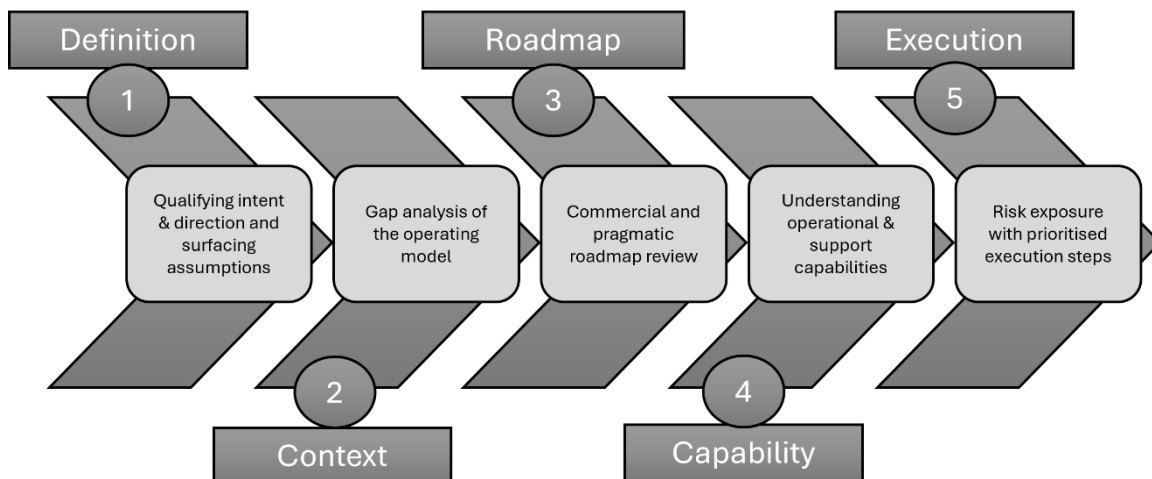 Definition
1
Qualifying intent
& direction and
surfacing
assumptions
2
Context
Gap analysis of
the operating
model
Roadmap
3
Commercial and
pragmatic
roadmap review
4
Capability
Understanding
operational &
support
capabilities
Execution
5
Risk exposure
with prioritised
execution steps